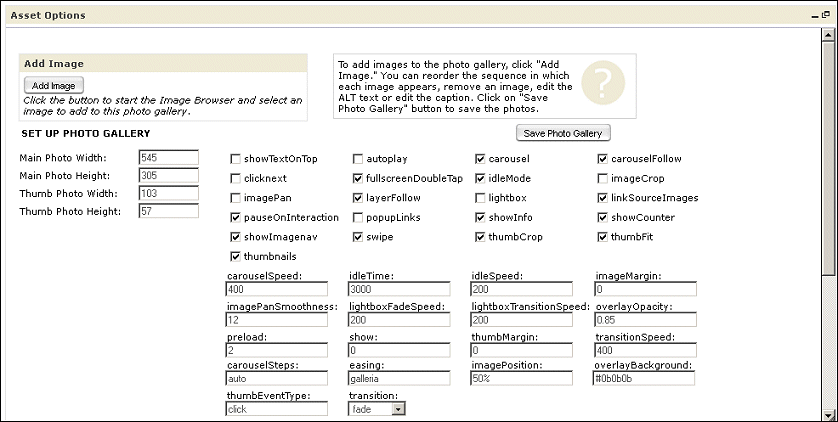 Asset Options
Add Image
Add Image
Click the button to start the Image Browser and select an
image to add to this photo gallery.
To add images to the photo gallery, click "Add
Image." You can reorder the sequence in which
each image appears, remove an image, edit the
ALT text or edit the caption. Click on "Save
Photo Gallery" button to save the photos.
?
SET UP PHOTO GALLERY
Save Photo Gallery
Main Photo Width: 545
Main Photo Height: 305
Thumb Photo Width: 103
Thumb Photo Height: 57
showTextOnTop autoplay carousel carouselFollow
clicknext fullscreenDoubleTap idleMode imageCrop
imagePan layerFollow lightbox linkSourceImages
pauseOnInteraction popupLinks showInfo showCounter
showImagenav swipe thumbCrop thumbFit
thumbnails
carouselSpeed: idleTime: idleSpeed: imageMargin:
400 3000 200 0
imagePanSmoothness: lightboxFadeSpeed: lightboxTransitionSpeed: overlayOpacity:
12 200 200 0.85
preload: show: thumbMargin: transitionSpeed:
2 0 0 400
carouselSteps: easing: imagePosition: overlayBackground:
auto galleria 50% #0b0b0b
thumbEventType: transition:
click fade